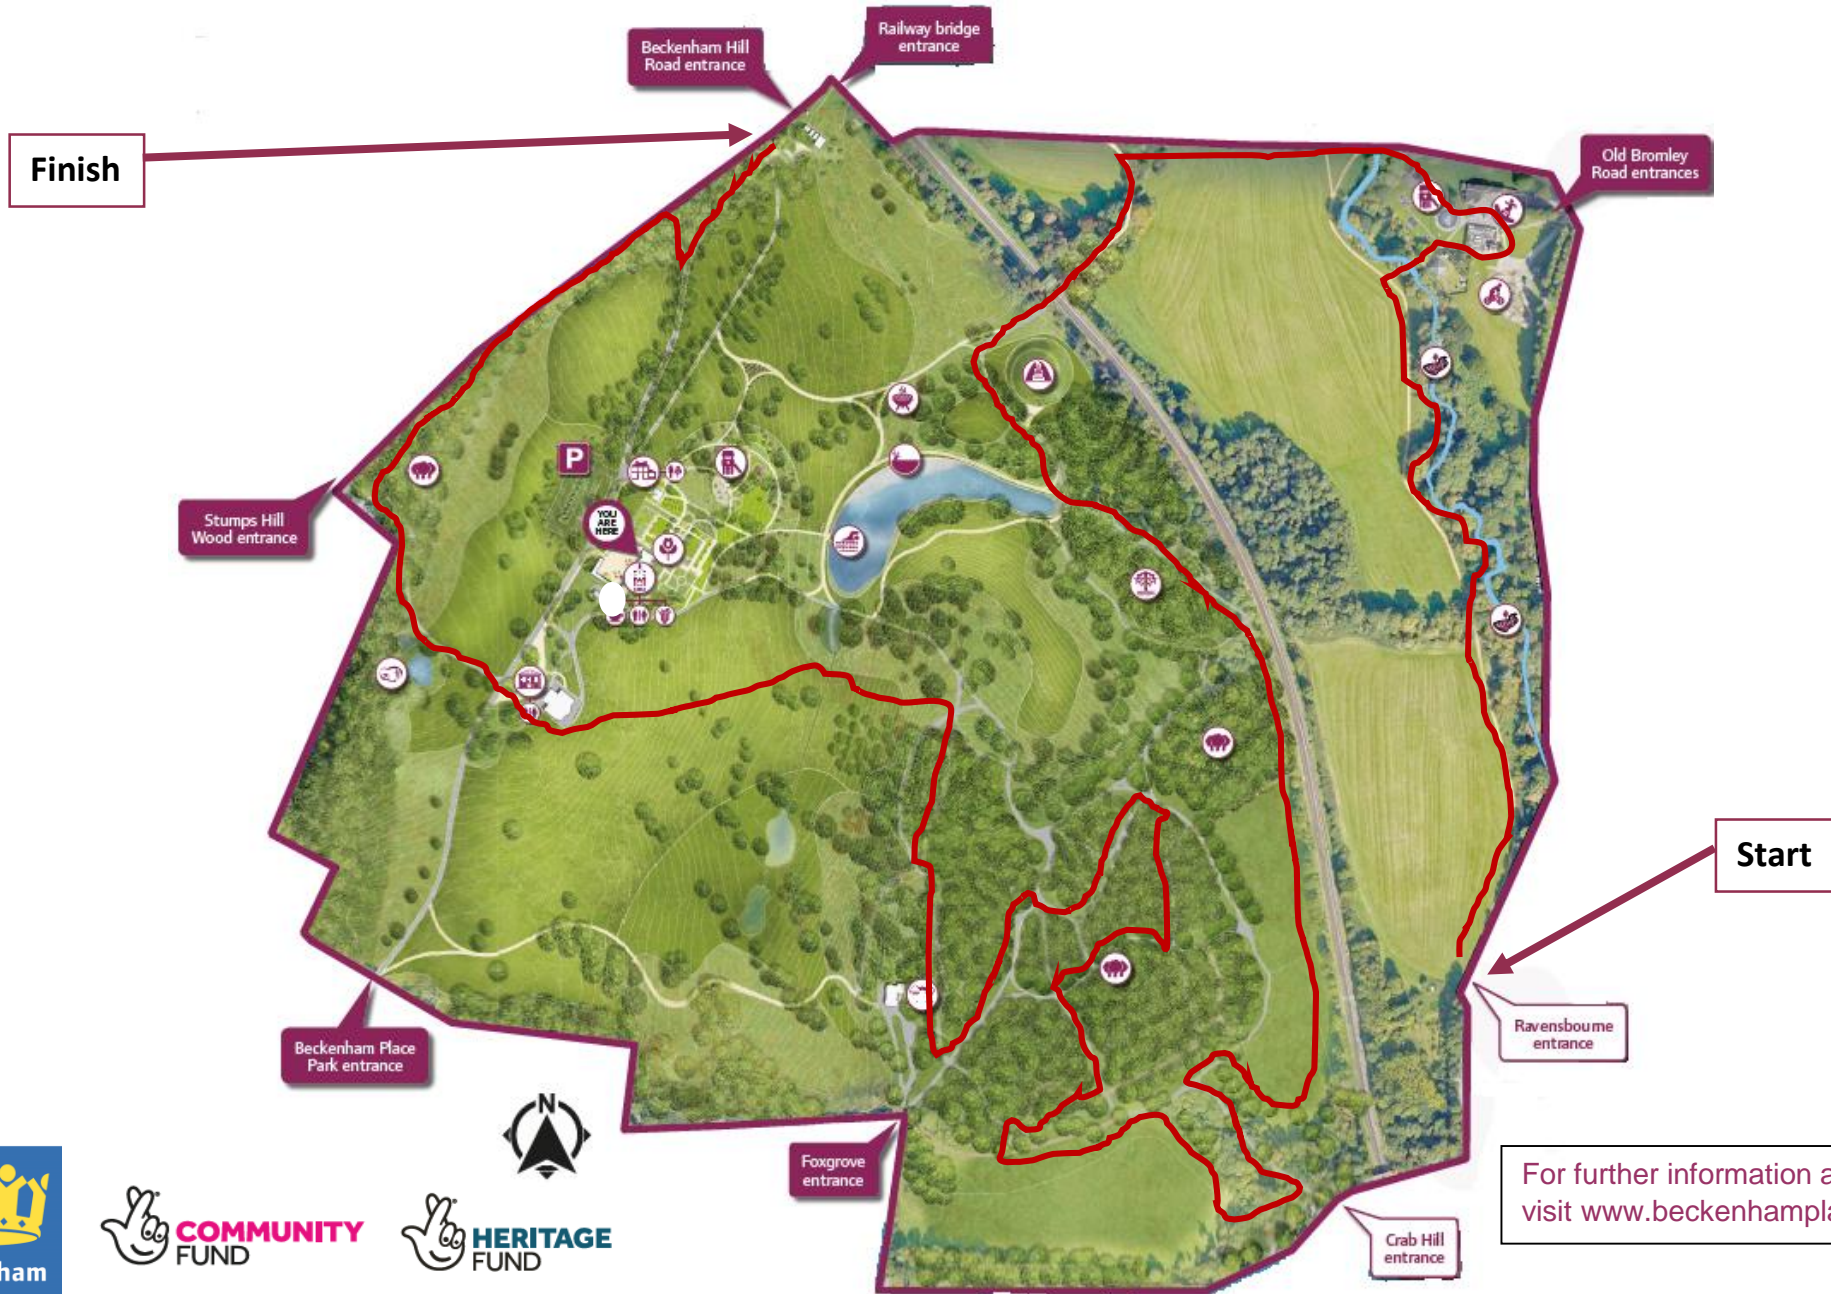 Railway bridge
entrance
Beckenham Hill
Road entrance
Finish
Old Bromley
Road entrances
P
YOU
ARE
HERE
Stumps Hill
Wood entrance
Start
Ravensbourne
entrance
Beckenham Place
Park entrance
N
Foxgrove
entrance
For further information a
visit www.beckenhampla
Crab Hill
entrance
COMMUNITY
FUND
HERITAGE
FUND
ham